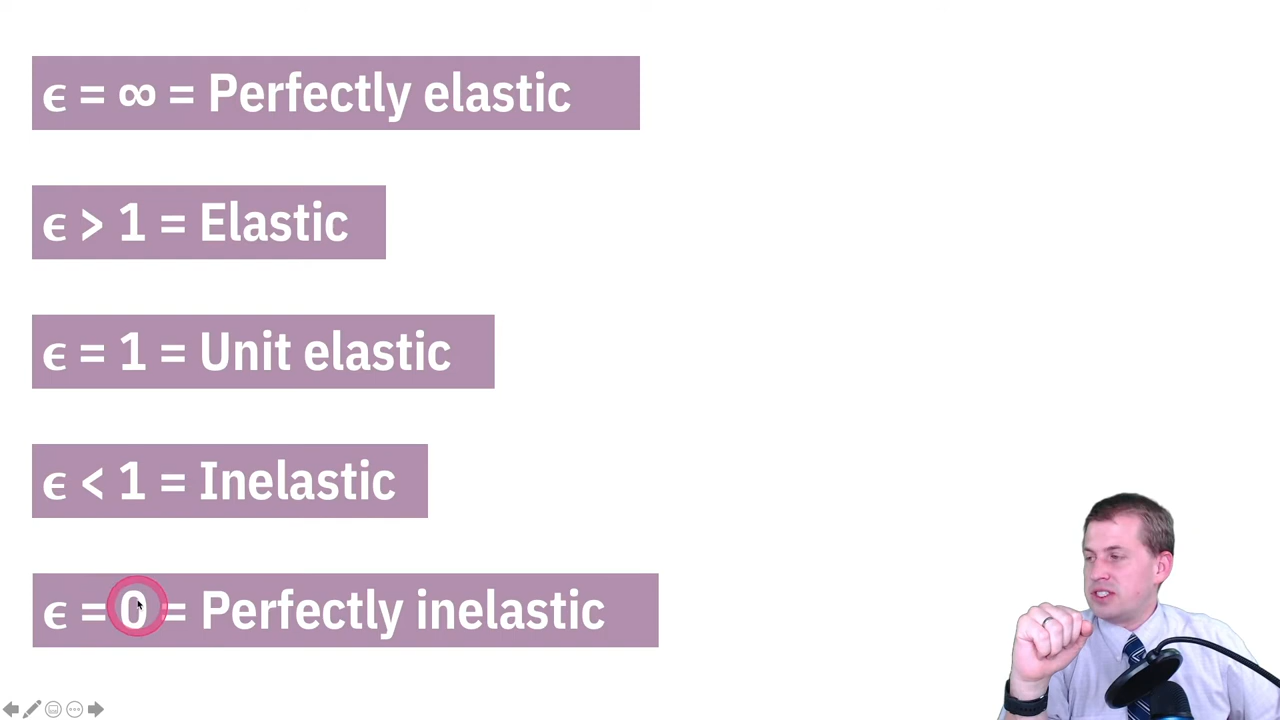 ϵ = ∞ = Perfectly elastic
ϵ > 1 = Elastic
ϵ = 1 = Unit elastic
ϵ < 1 = Inelastic
ϵ = 0 = Perfectly inelastic